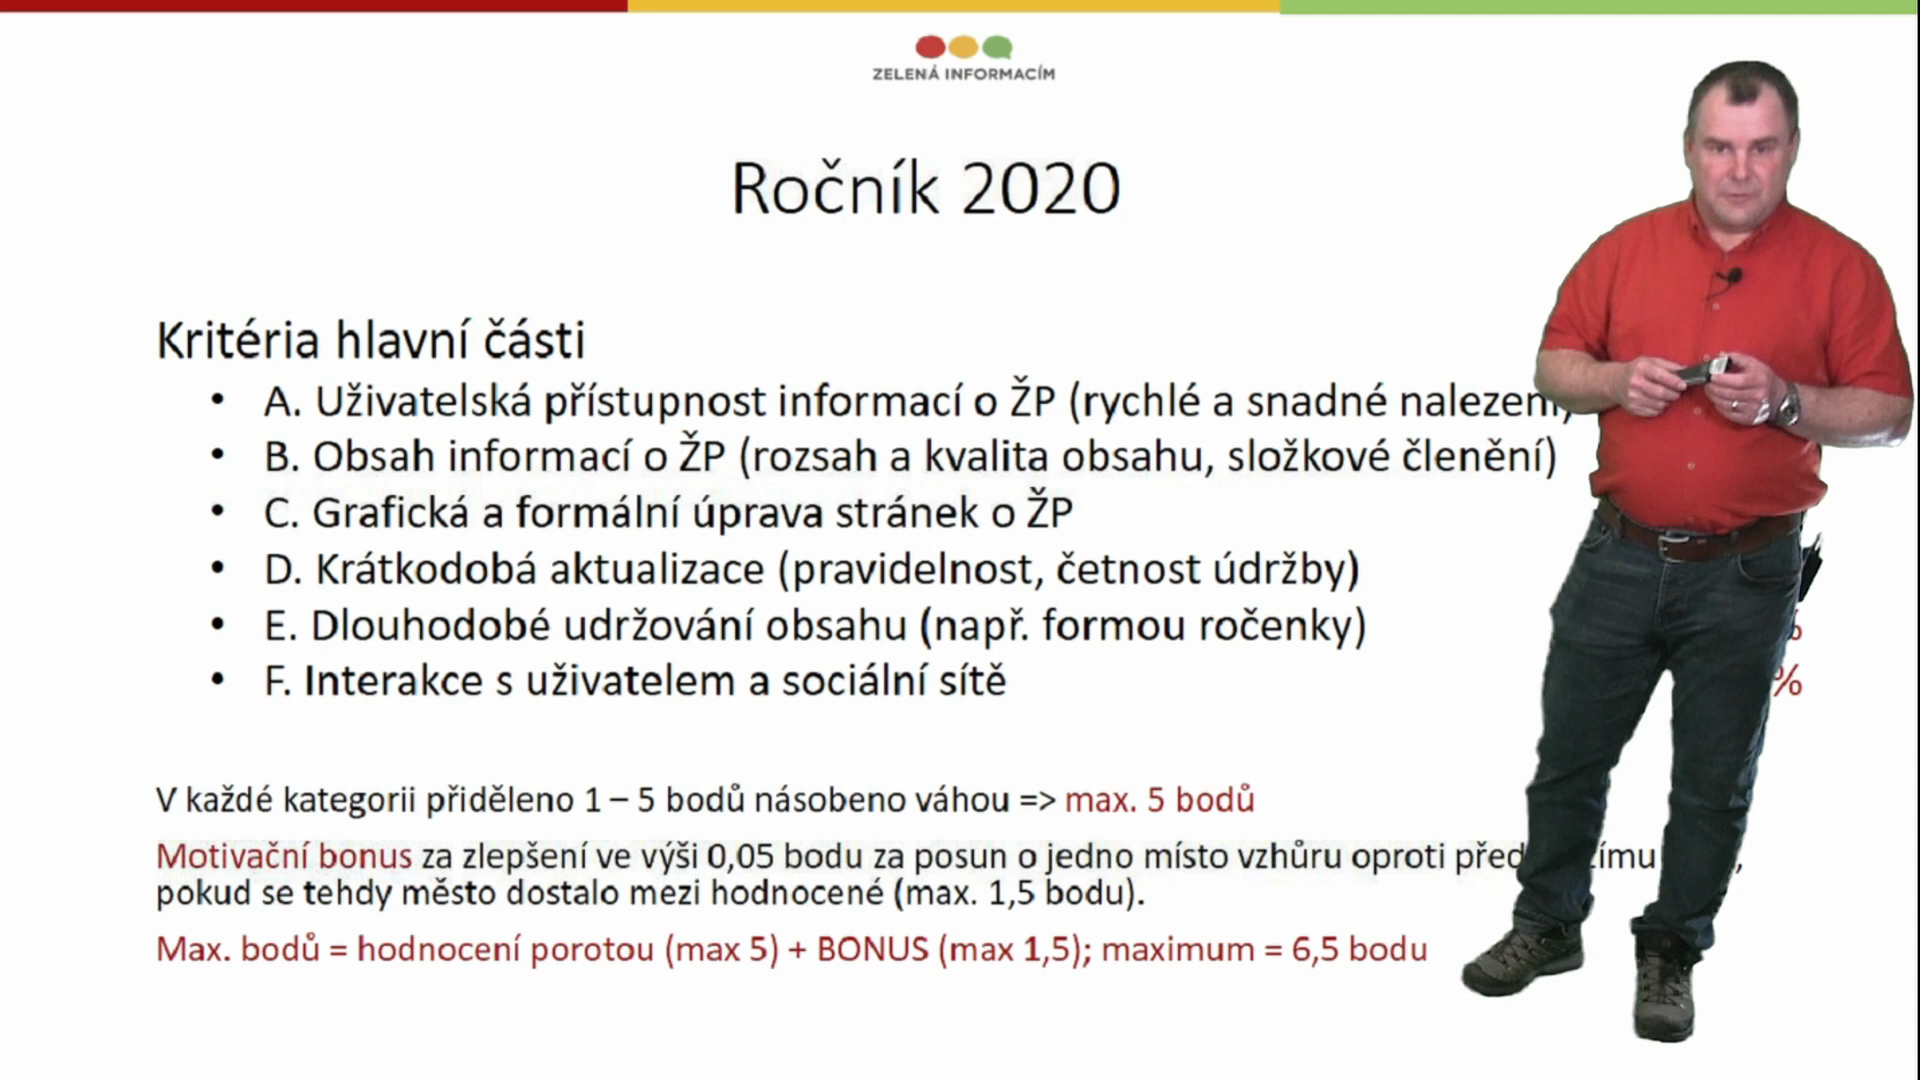 ZELENÁ INFORMACÍM
Ročník 2020
Kritéria hlavní části
• A. Uživatelská přístupnost informací o ŽP (rychlé a snadné nalezení)
• B. Obsah informací o ŽP (rozsah a kvalita obsahu, složkové členění)
• C. Grafická a formální úprava stránek o ŽP
• D. Krátkodobá aktualizace (pravidelnost, četnost údržby)
• E. Dlouhodobé udržování obsahu (např. formou ročenky) %
• F. Interakce s uživatelem a sociální sítě %
V každé kategorii přiděleno 1 – 5 bodů násobeno váhou => max. 5 bodů
Motivační bonus za zlepšení ve výši 0,05 bodu za posun o jedno místo vzhůru oproti
pokud se tehdy město dostalo mezi hodnocené (max. 1,5 bodu).
Max. bodů = hodnocení porotou (max 5) + BONUS (max 1,5); maximum = 6,5 bodu